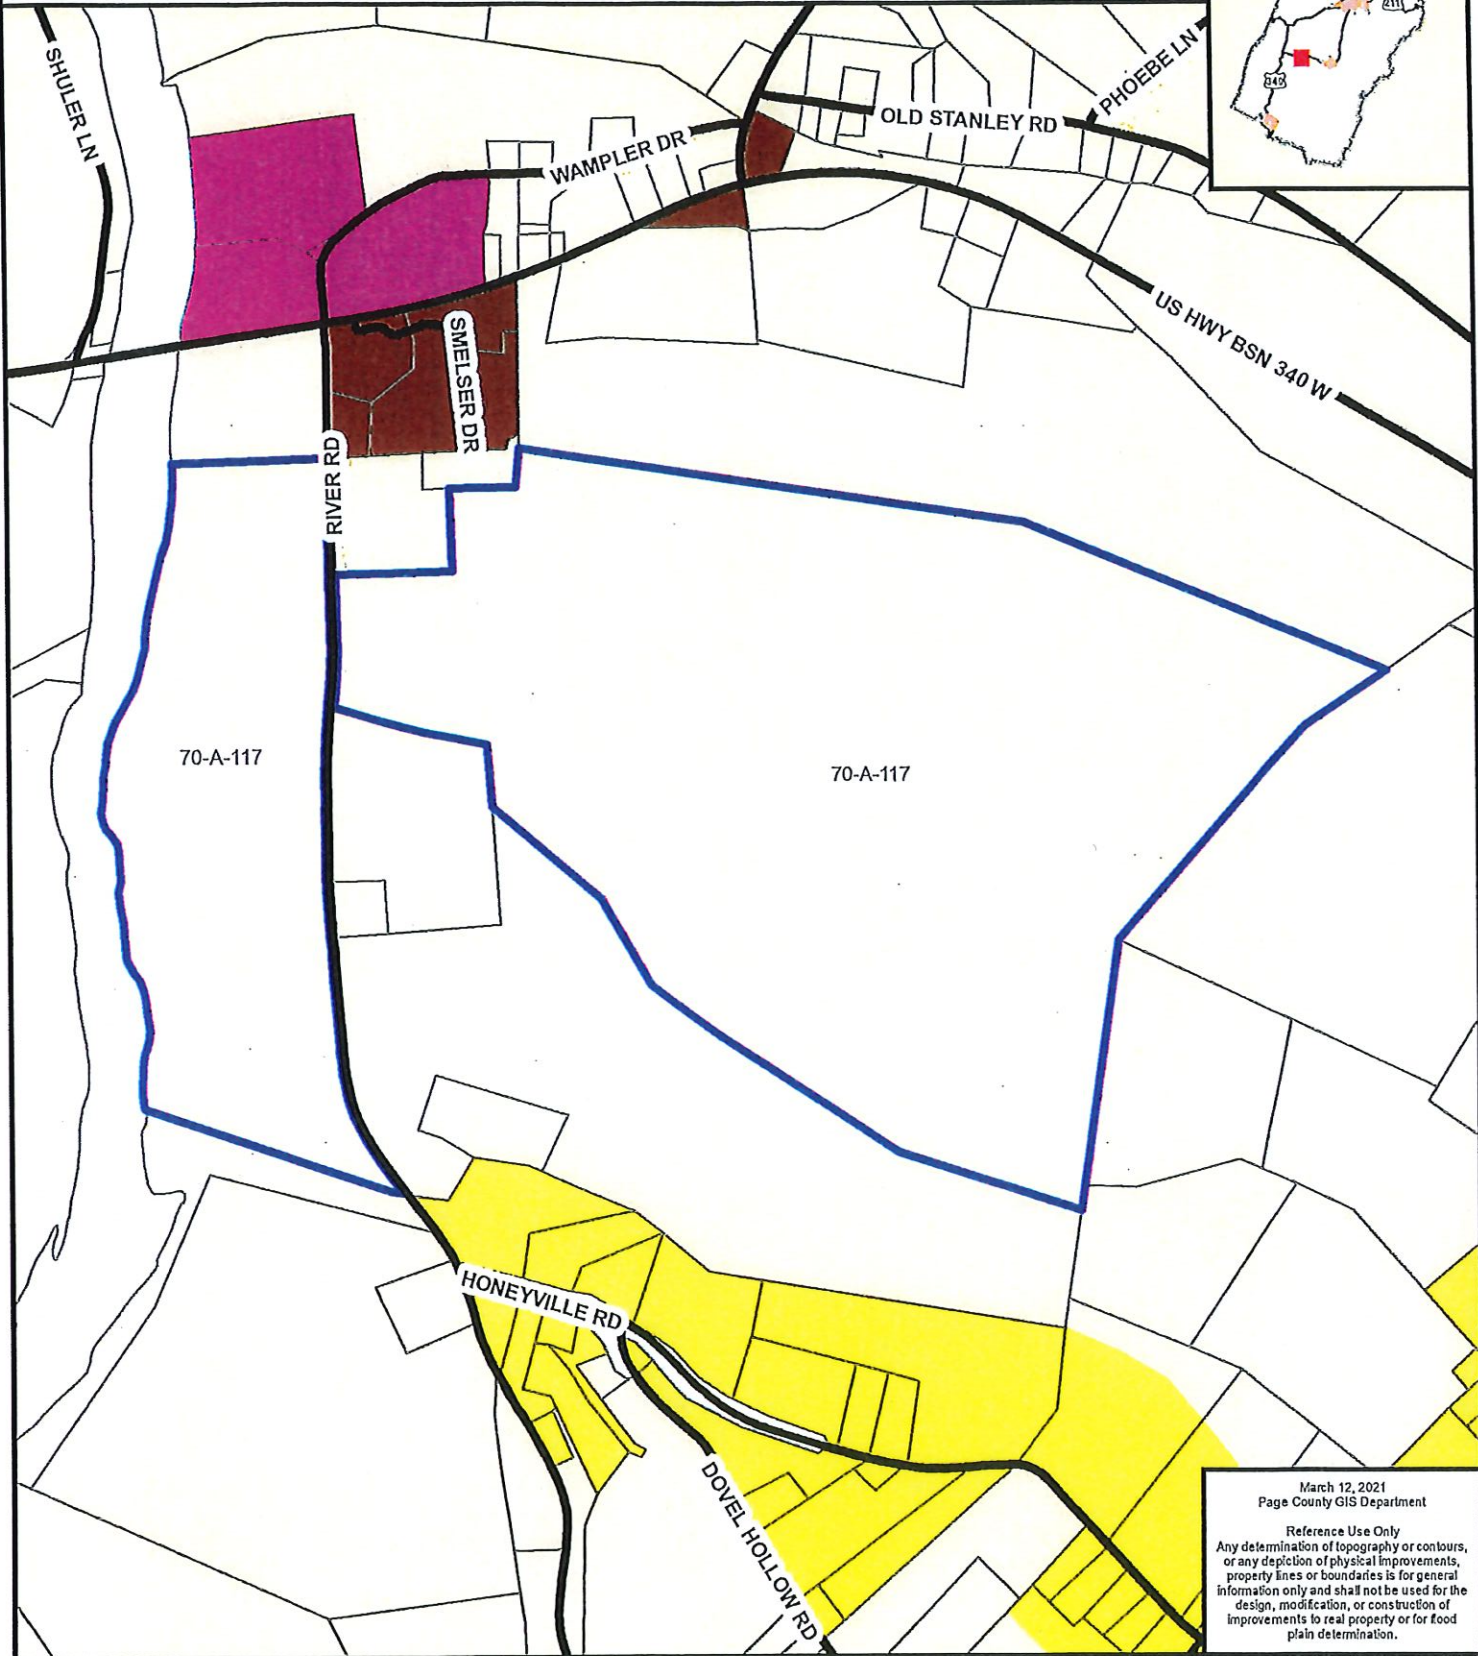 211
340
SHULER LN
PHOEBE LN
OLD STANLEY RD
WAMPLER DR
US HWY BSN 340 W
SMELSER DR
RIVER RD
70-A-117
70-A-117
HONEYVILLE RD
DOVEL HOLLOW RD
March 12, 2021
Page County GIS Department
Reference Use Only
Any determination of topography or contours,
or any depiction of physical improvements,
property lines or boundaries is for general
information only and shall not be used for the
design, modification, or construction of
improvements to real property or for flood
plain determination.